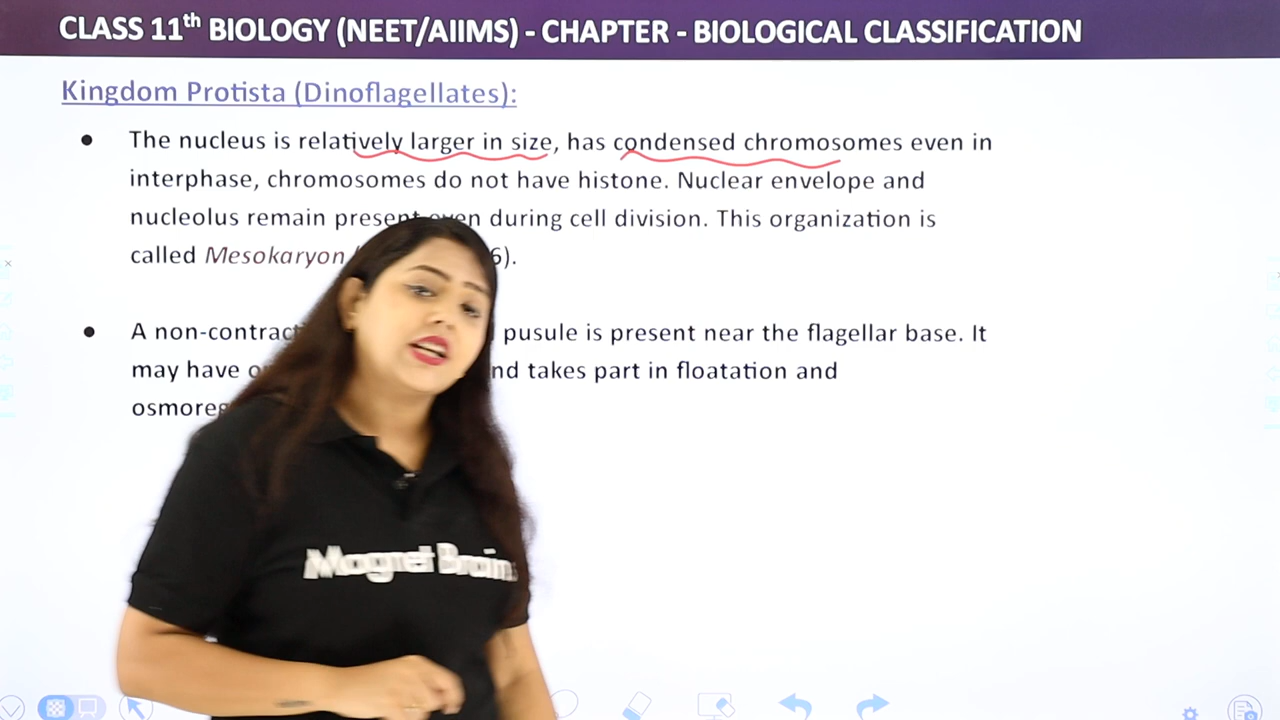 CLASS 11th BIOLOGY (NEET/AIIMS) - CHAPTER - BIOLOGICAL CLASSIFICATION
Kingdom Protista (Dinoflagellates):
• The nucleus is relatively larger in size, has condensed chromosomes even in
interphase, chromosomes do not have histone. Nuclear envelope and
nucleolus remain present even during cell division. This organization is
called Mesokaryon 6).
• A non-contract pusule is present near the flagellar base. It
may have takes part in floatation and
Magnet Brains